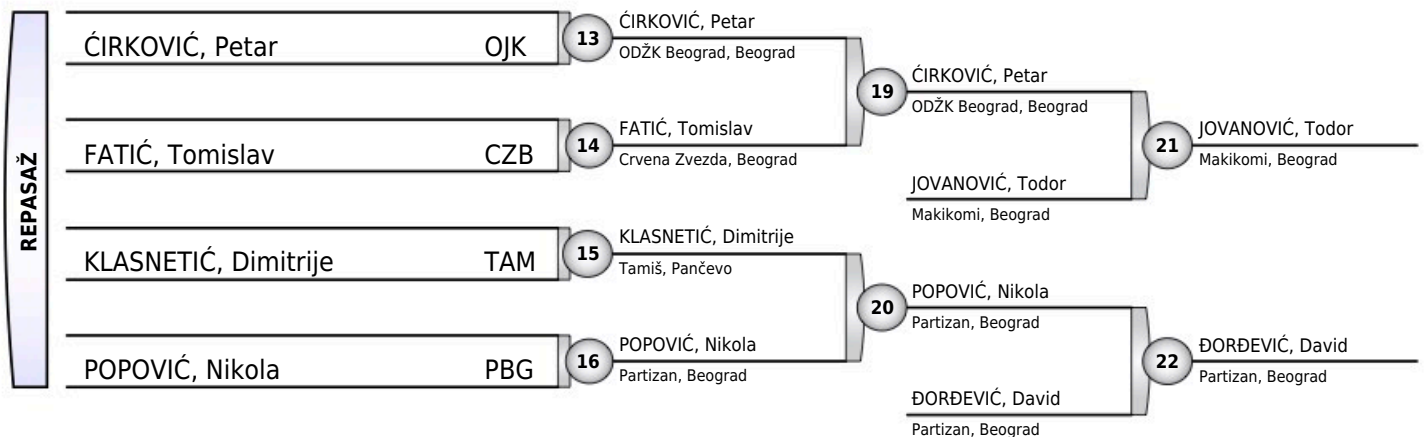 REPASAŽ
ĆIRKOVIĆ, Petar OJK
FATIĆ, Tomislav CZB
KLASNETIĆ, Dimitrije TAM
POPOVIĆ, Nikola PBG
13
ĆIRKOVIĆ, Petar
ODŽK Beograd, Beograd
14
FATIĆ, Tomislav
Crvena Zvezda, Beograd
15
KLASNETIĆ, Dimitrije
Tamiš, Pančevo
16
POPOVIĆ, Nikola
Partizan, Beograd
19
ĆIRKOVIĆ, Petar
ODŽK Beograd, Beograd
JOVANOVIĆ, Todor
Makikomi, Beograd
20
POPOVIĆ, Nikola
Partizan, Beograd
ĐORĐEVIĆ, David
Partizan, Beograd
21
JOVANOVIĆ, Todor
Makikomi, Beograd
22
ĐORĐEVIĆ, David
Partizan, Beograd